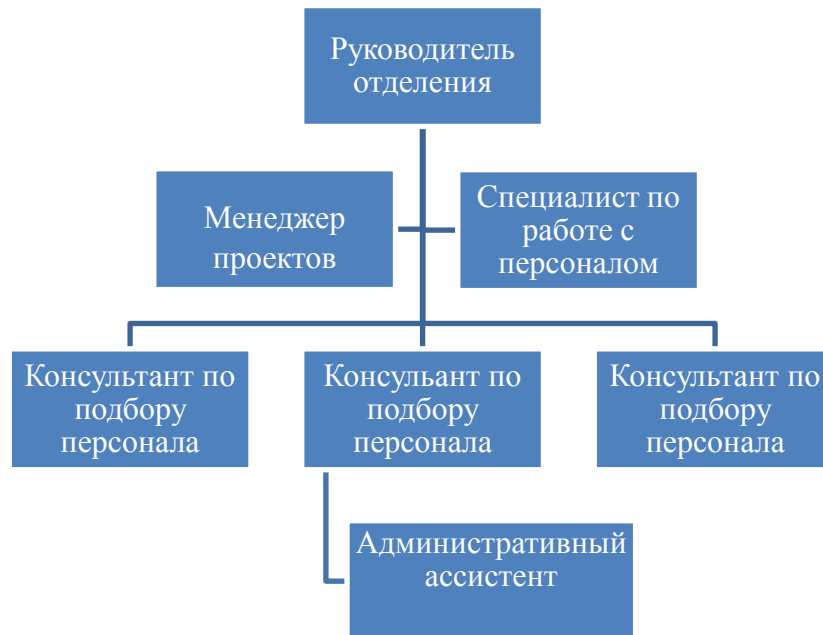 Руководитель
отделения
Менеджер
проектов
Специалист по
работе с
персоналом
Консультант по
подбору
персонала
Консульант по
подбору
персонала
Консультант по
подбору
персонала
Административный
ассистент